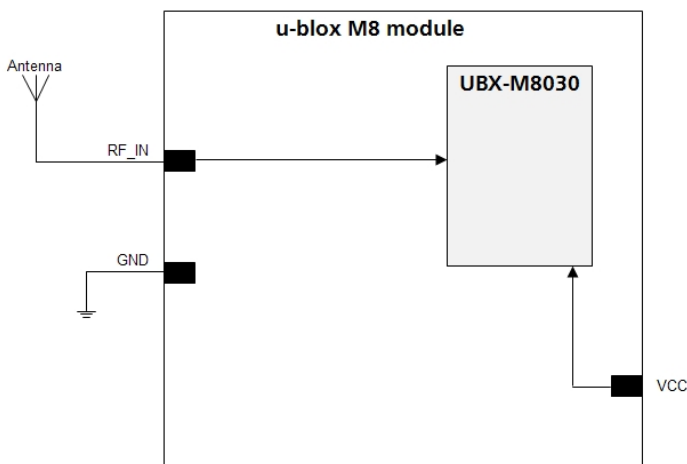 u-blox M8 module
Antenna
UBX-M8030
RF_IN
GND
VCC